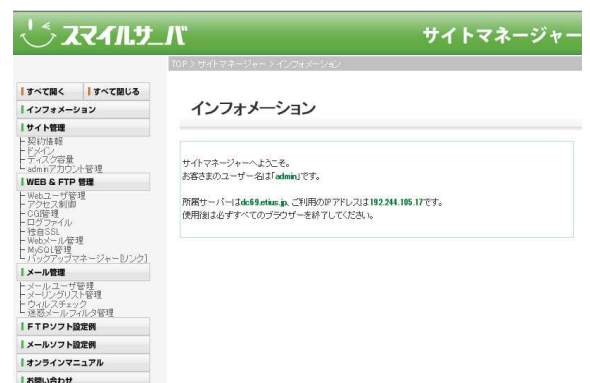 スマイルサーバ
サイトマネージャー
TOP > サイトマネージャー > インフォメーション
すべて開く
すべて閉じる
インフォメーション
サイト管理
契約情報
ドメイン
ディスク容量
adminアカウント管理
WEB & FTP 管理
Webユーザ管理
アクセス制御
CGI管理
ログファイル
独自SSL
Webメール管理
MySQL管理
バックアップマネージャー[リンク]
メール管理
メールユーザ管理
メーリングリスト管理
ウィルスチェック
迷惑メールフィルタ管理
FTPソフト設定例
メールソフト設定例
オンラインマニュアル
お問い合わせ
インフォメーション
サイトマネージャーへようこそ。
お客さまのユーザー名は「admin」です。
所属サーバーはdc69.etius.jp、ご利用のIPアドレスは192.244.105.17です。
使用後は必ずすべてのブラウザーを終了してください。